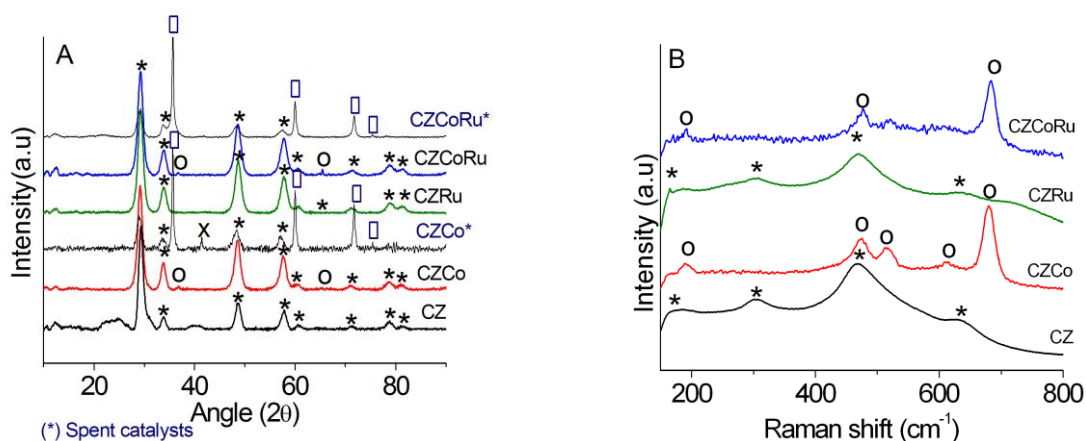 A
Intensity(a.u)
CZCoRu*
CZCoRu
CZRu
CZCo*
CZCo
CZ
x
20 40 60 80
Angle (2θ)
(*) Spent catalysts
B
Intensity (a.u)
CZCoRu
CZRu
CZCo
CZ
200 400 600 800
Raman shift (cm⁻¹)